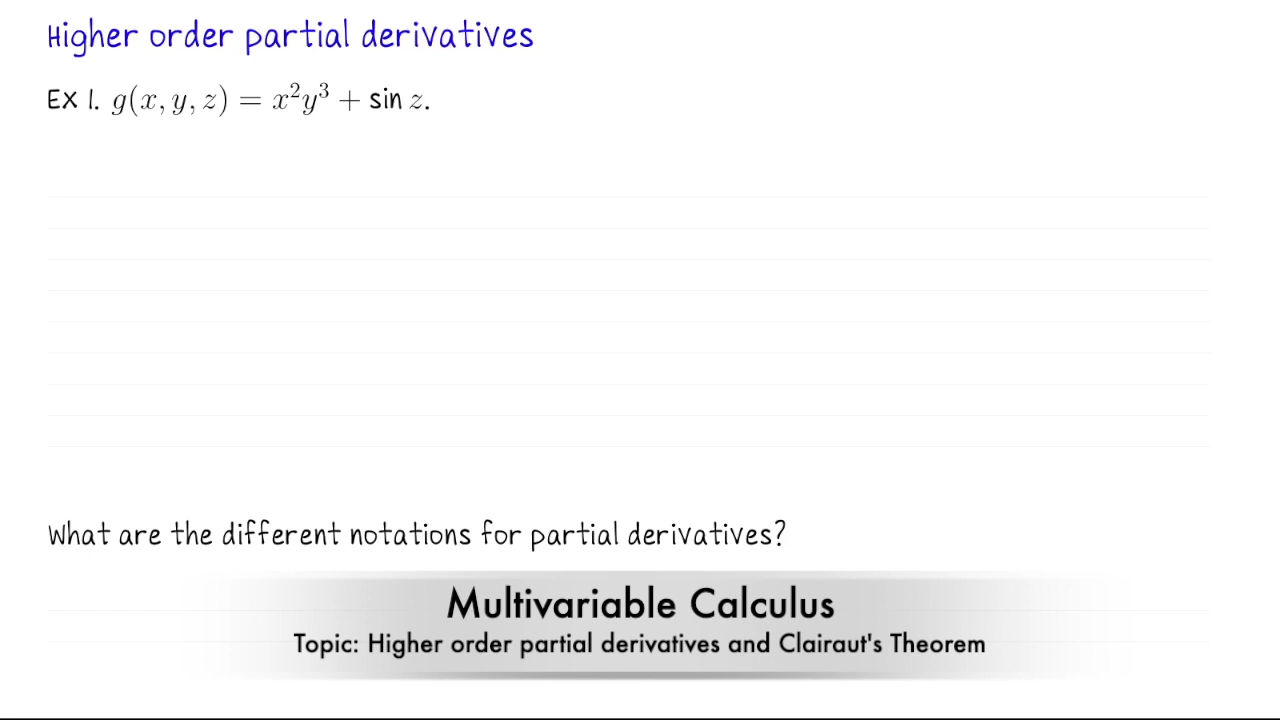 Higher order partial derivatives
Ex 1. g(x, y, z) = x²y³ + sin z.
What are the different notations for partial derivatives?
Multivariable Calculus
Topic: Higher order partial derivatives and Clairaut's Theorem